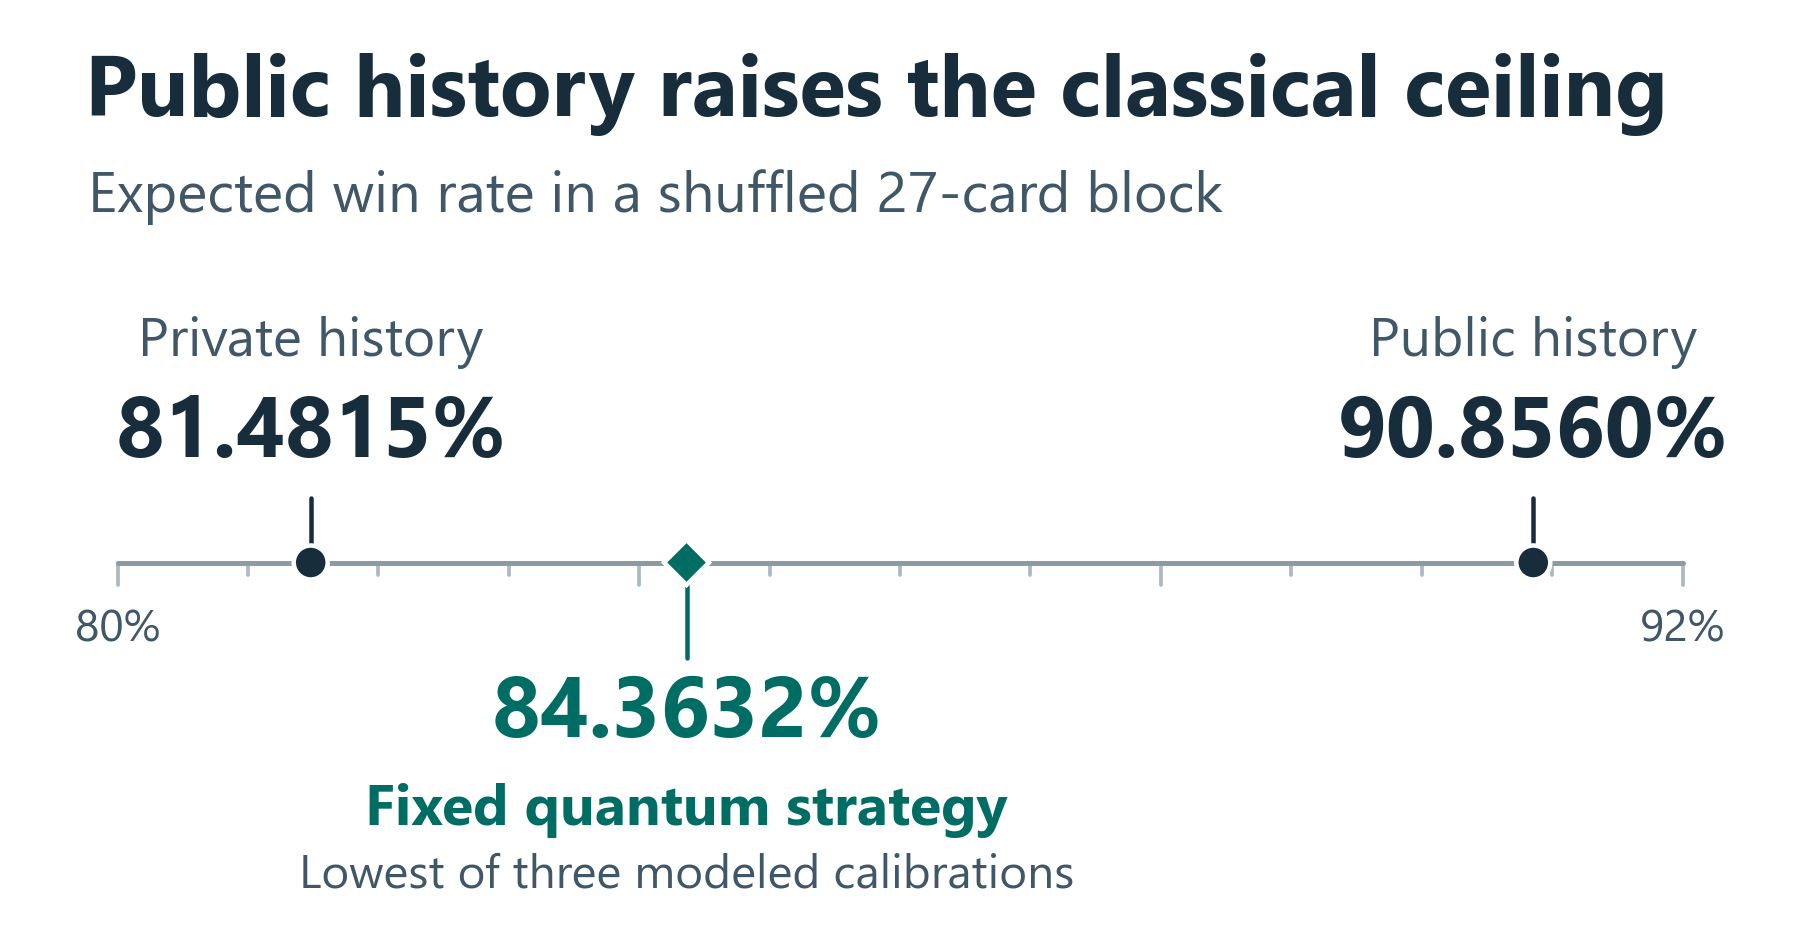 Public history raises the classical ceiling
Expected win rate in a shuffled 27-card block
Private history
Public history
81.4815%
90.8560%
80%
92%
84.3632%
Fixed quantum strategy
Lowest of three modeled calibrations